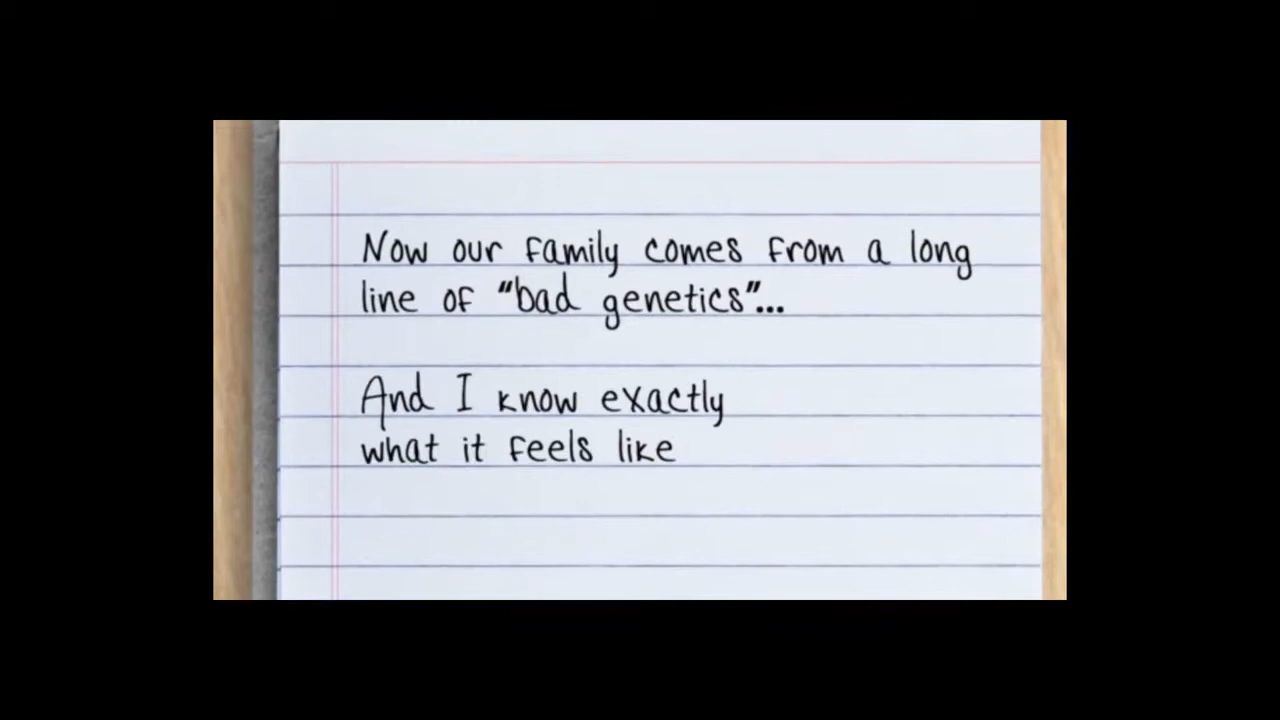 Now our family comes from a long
line of "bad genetics"...
And I know exactly
what it feels like